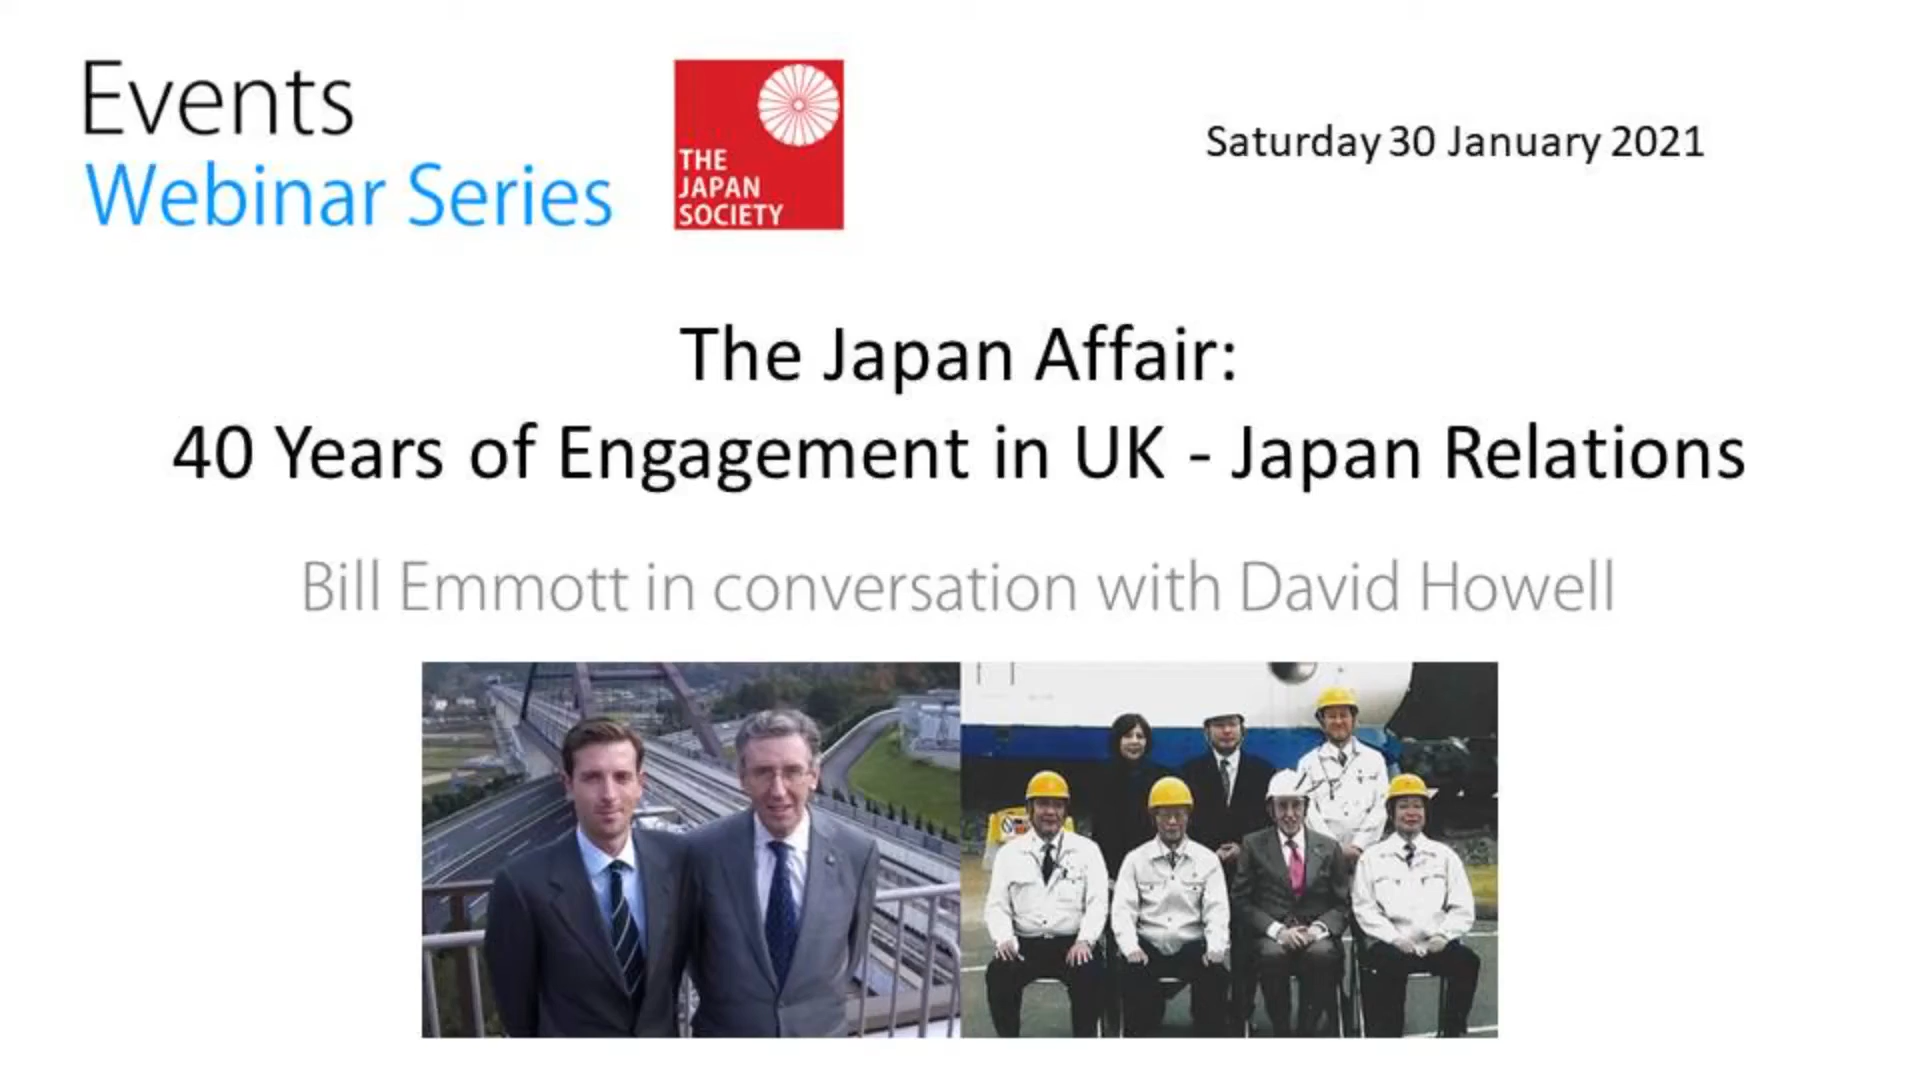 Events
Webinar Series
THE
JAPAN
SOCIETY
Saturday 30 January 2021
The Japan Affair:
40 Years of Engagement in UK - Japan Relations
Bill Emmott in conversation with David Howell